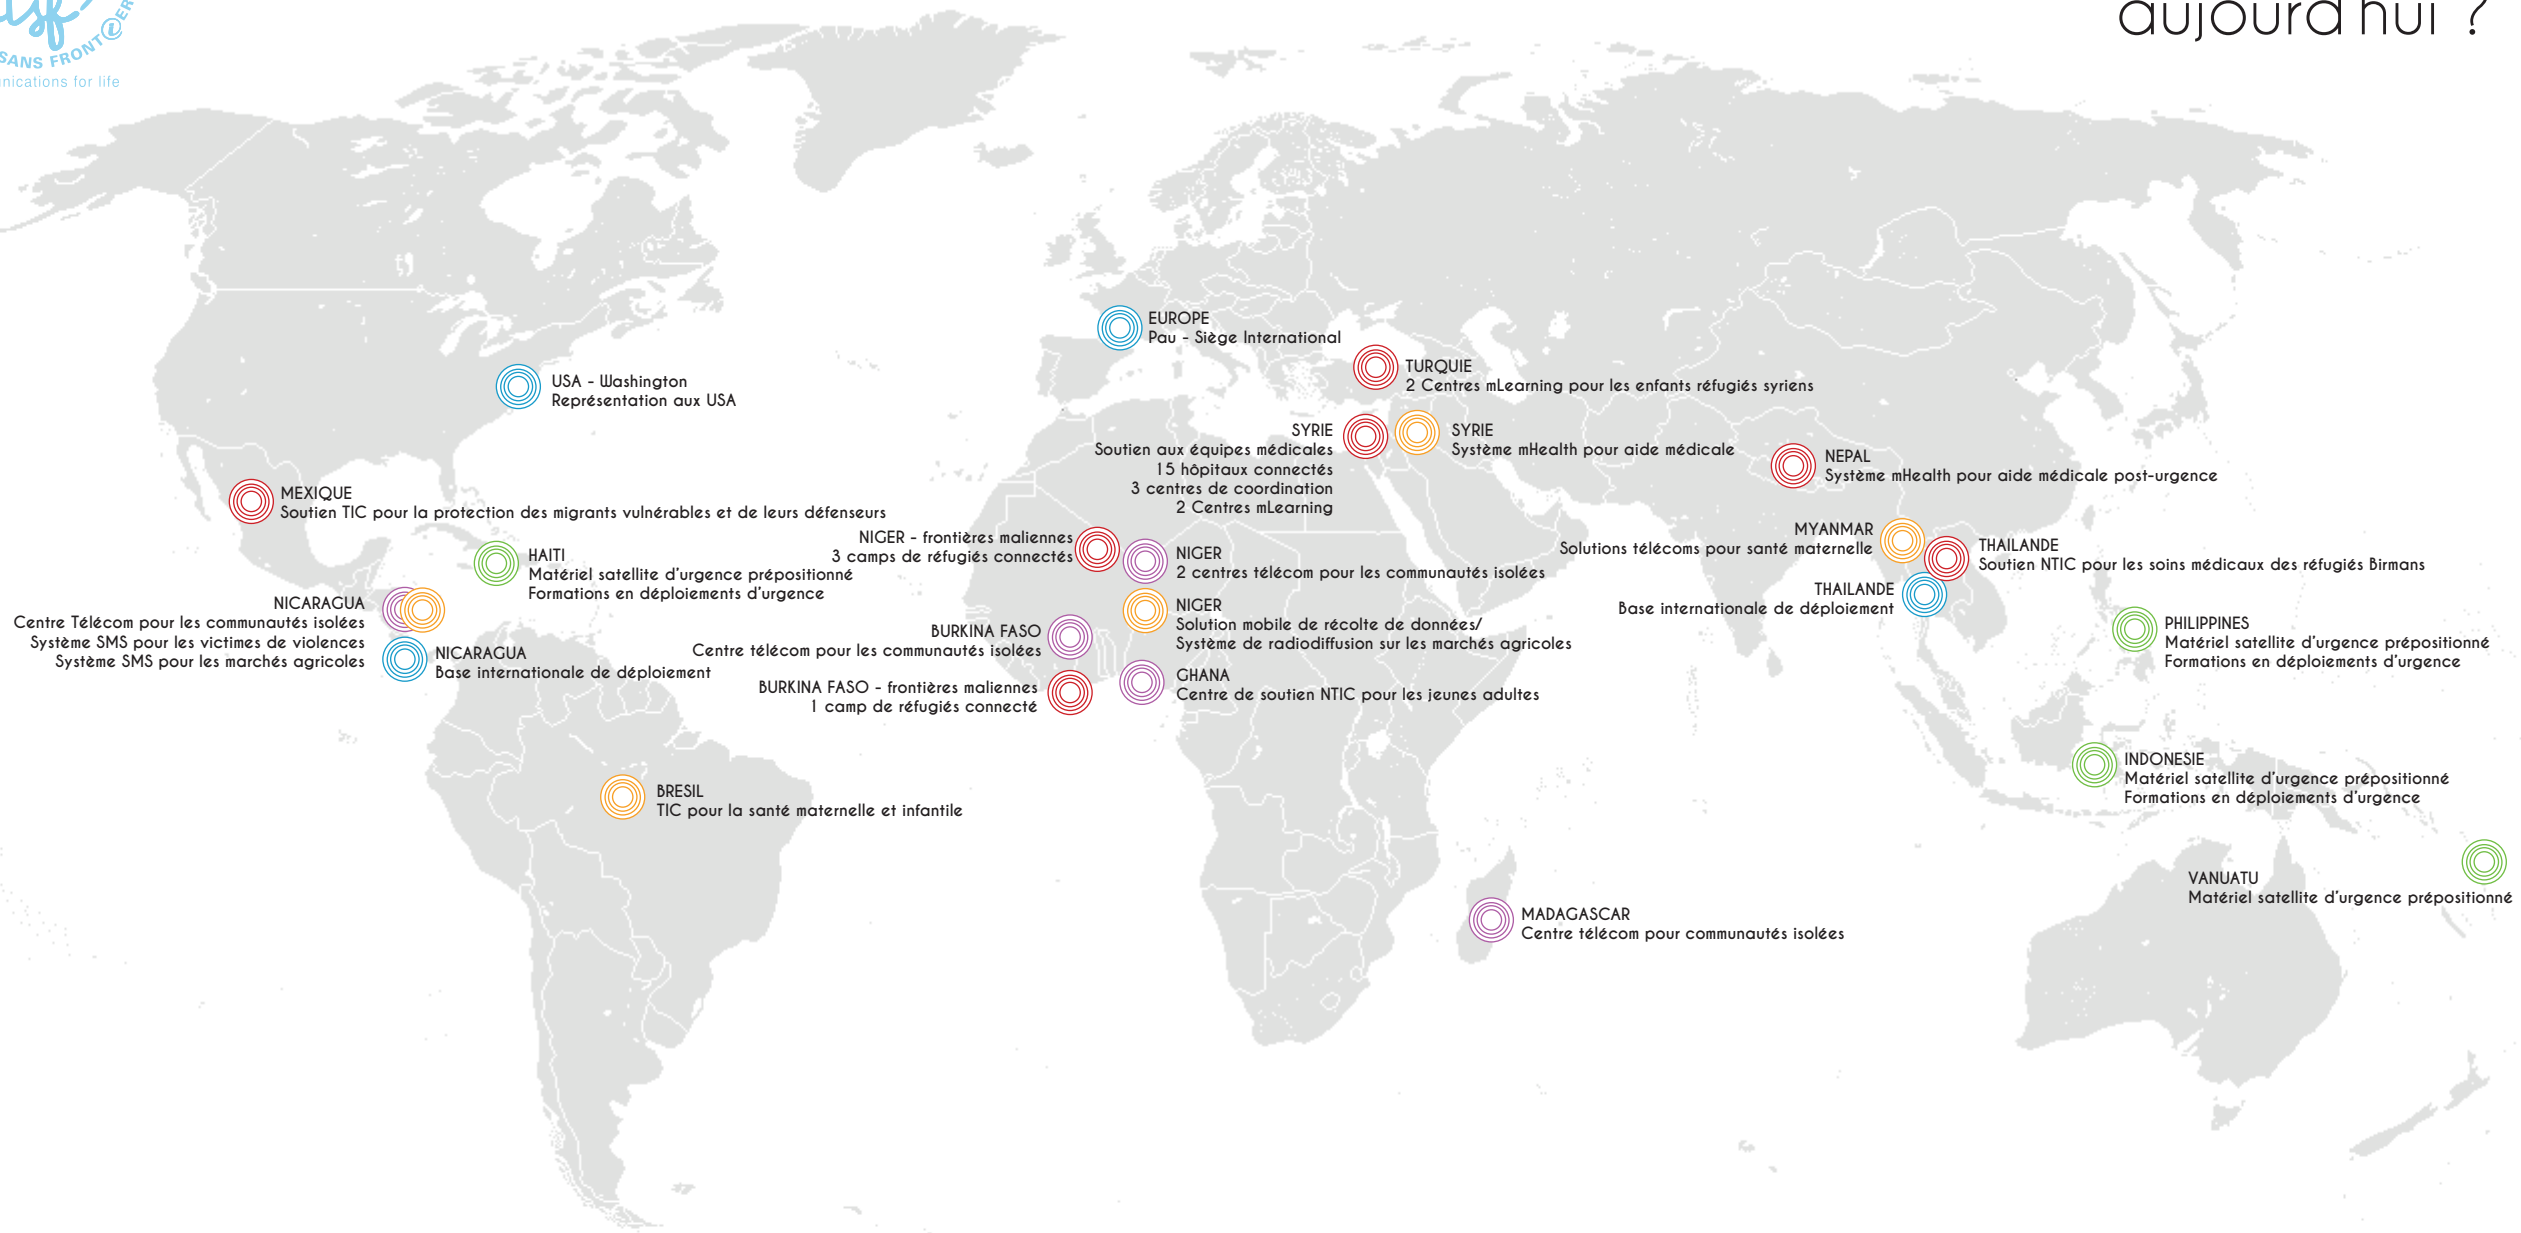 SANS FRONT@ER
nications for life
aujourd'hui ?
EUROPE
Pau - Siège International
USA - Washington
Représentation aux USA
TURQUIE
2 Centres mLearning pour les enfants réfugiés syriens
SYRIE
Soutien aux équipes médicales
15 hôpitaux connectés
3 centres de coordination
2 Centres mLearning
SYRIE
Système mHealth pour aide médicale
NEPAL
Système mHealth pour aide médicale post-urgence
MEXIQUE
Soutien TIC pour la protection des migrants vulnérables et de leurs défenseurs
HAITI
Matériel satellite d'urgence prépositionné
Formations en déploiements d'urgence
NICARAGUA
Centre Télécom pour les communautés isolées
Système SMS pour les victimes de violences
Système SMS pour les marchés agricoles
NICARAGUA
Base internationale de déploiement
NIGER - frontières maliennes
3 camps de réfugiés connectés
NIGER
2 centres télécom pour les communautés isolées
NIGER
Solution mobile de récolte de données/
Système de radiodiffusion sur les marchés agricoles
BURKINA FASO
Centre télécom pour les communautés isolées
BURKINA FASO - frontières maliennes
1 camp de réfugiés connecté
GHANA
Centre de soutien NTIC pour les jeunes adultes
MYANMAR
Solutions télécoms pour santé maternelle
THAILANDE
Soutien NTIC pour les soins médicaux des réfugiés Birmans
THAILANDE
Base internationale de déploiement
PHILIPPINES
Matériel satellite d'urgence prépositionné
Formations en déploiements d'urgence
INDONESIE
Matériel satellite d'urgence prépositionné
Formations en déploiements d'urgence
BRESIL
TIC pour la santé maternelle et infantile
VANUATU
Matériel satellite d'urgence prépositionné
MADAGASCAR
Centre télécom pour communautés isolées